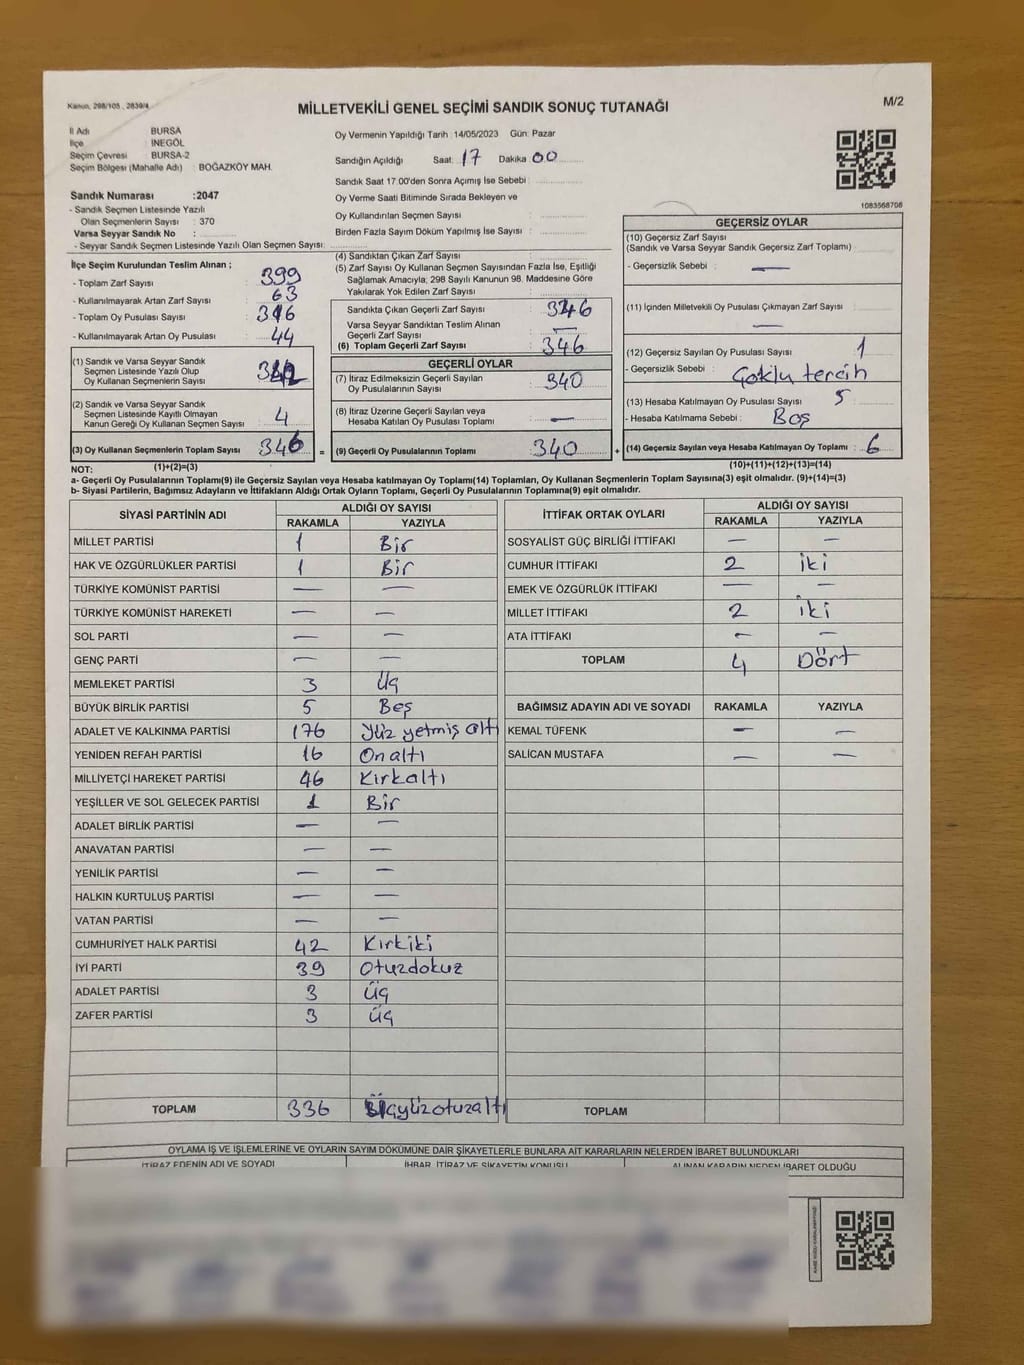 Kanun, 298/105 , 2839/4
MİLLETVEKİLİ GENEL SEÇİMİ SANDIK SONUÇ TUTANAĞI
M/2
İl Adı BURSA
İlçe İNEGÖL
Seçim Çevresi BURSA-2
Seçim Bölgesi (Mahalle Adı) : BOĞAZKÖY MAH.
Sandık Numarası :2047
- Sandık Seçmen Listesinde Yazılı
Olan Seçmenlerin Sayısı : 370
Varsa Seyyar Sandık No :
- Seyyar Sandık Seçmen Listesinde Yazılı Olan Seçmen Sayısı:
Oy Vermenin Yapıldığı Tarih :14/05/2023 Gün: Pazar
Sandığın Açıldığı Saat: 17 Dakika 00
Sandık Saat 17.00'den Sonra Açımış İse Sebebi :
Oy Verme Saati Bitiminde Sırada Bekleyen ve
Oy Kullandırılan Seçmen Sayısı :
Birden Fazla Sayım Döküm Yapılmış İse Sayısı :
1083568706
İlçe Seçim Kurulundan Teslim Alınan ;
- Toplam Zarf Sayısı : 399
- Kullanılmayarak Artan Zarf Sayısı : 63
- Toplam Oy Pusulası Sayısı :
- Kullanılmayarak Artan Oy Pusulası : 44
(1) Sandık ve Varsa Seyyar Sandık
Seçmen Listesinde Yazılı Olup
Oy Kullanan Seçmenlerin Sayısı : 342
(2) Sandık ve Varsa Seyyar Sandık
Seçmen Listesinde Kayıtlı Olmayan
Kanun Gereği Oy Kullanan Seçmen Sayısı : 4
(3) Oy Kullanan Seçmenlerin Toplam Sayısı : 346
(4) Sandıktan Çıkan Zarf Sayısı :
(5) Zarf Sayısı Oy Kullanan Seçmen Sayısından Fazla İse, Eşitliği
Sağlamak Amacıyla; 298 Sayılı Kanunun 98. Maddesine Göre
Yakılarak Yok Edilen Zarf Sayısı :
Sandıkta Çıkan Geçerli Zarf Sayısı : 346
Varsa Seyyar Sandıktan Teslim Alınan
Geçerli Zarf Sayısı : —
(6) Toplam Geçerli Zarf Sayısı : 346
GEÇERLİ OYLAR
(7) İtiraz Edilmeksizin Geçerli Sayılan
Oy Pusulalarının Sayısı : 340
(8) İtiraz Üzerine Geçerli Sayılan veya
Hesaba Katılan Oy Pusulası Toplamı : —
= (9) Geçerli Oy Pusulalarının Toplamı : 340
GEÇERSİZ OYLAR
(10) Geçersiz Zarf Sayısı
(Sandık ve Varsa Seyyar Sandık Geçersiz Zarf Toplamı) :
- Geçersizlik Sebebi : —
(11) İçinden Milletvekili Oy Pusulası Çıkmayan Zarf Sayısı :
—
(12) Geçersiz Sayılan Oy Pusulası Sayısı : 1
- Geçersizlik Sebebi : Çoklu tercih
(13) Hesaba Katılmayan Oy Pusulası Sayısı : 5
- Hesaba Katılmama Sebebi : Boş
+ (14) Geçersiz Sayılan veya Hesaba Katılmayan Oy Toplamı : 6
NOT: (1)+(2)=(3)
(10)+(11)+(12)+(13)=(14)
a- Geçerli Oy Pusulalarının Toplamı(9) ile Geçersiz Sayılan veya Hesaba katılmayan Oy Toplamı(14) Toplamları, Oy Kullanan Seçmenlerin Toplam Sayısına(3) eşit olmalıdır. (9)+(14)=(3)
b- Siyasi Partilerin, Bağımsız Adayların ve İttifakların Aldığı Ortak Oyların Toplamı, Geçerli Oy Pusulalarının Toplamına(9) eşit olmalıdır.
SİYASİ PARTİNİN ADI ALDIĞI OY SAYISI
RAKAMLA YAZIYLA
MİLLET PARTİSİ 1 Bir
HAK VE ÖZGÜRLÜKLER PARTİSİ 1 Bir
TÜRKİYE KOMÜNİST PARTİSİ — —
TÜRKİYE KOMÜNİST HAREKETİ — —
SOL PARTİ — —
GENÇ PARTİ — —
MEMLEKET PARTİSİ 3 Üç
BÜYÜK BİRLİK PARTİSİ 5 Beş
ADALET VE KALKINMA PARTİSİ 176 Yüz yetmiş altı
YENİDEN REFAH PARTİSİ 16 Onaltı
MİLLİYETÇİ HAREKET PARTİSİ 46 Kırkaltı
YEŞİLLER VE SOL GELECEK PARTİSİ 1 Bir
ADALET BİRLİK PARTİSİ — —
ANAVATAN PARTİSİ — —
YENİLİK PARTİSİ — —
HALKIN KURTULUŞ PARTİSİ — —
VATAN PARTİSİ — —
CUMHURİYET HALK PARTİSİ 42 Kırkiki
İYİ PARTİ 39 Otuzdokuz
ADALET PARTİSİ 3 Üç
ZAFER PARTİSİ 3 Üç
TOPLAM 336 Üçyüzotuzaltı
İTTİFAK ORTAK OYLARI ALDIĞI OY SAYISI
RAKAMLA YAZIYLA
SOSYALİST GÜÇ BİRLİĞİ İTTİFAKI — —
CUMHUR İTTİFAKI 2 İki
EMEK VE ÖZGÜRLÜK İTTİFAKI — —
MİLLET İTTİFAKI 2 İki
ATA İTTİFAKI — —
TOPLAM 4 Dört
BAĞIMSIZ ADAYIN ADI VE SOYADI RAKAMLA YAZIYLA
KEMAL TÜFENK — —
SALİCAN MUSTAFA — —
TOPLAM
OYLAMA İŞ VE İŞLEMLERİNE VE OYLARIN SAYIM DÖKÜMÜNE DAİR ŞİKAYETLERLE BUNLARA AİT KARARLARIN NELERDEN İBARET BULUNDUKLARI
İTİRAZ EDENİN ADI VE SOYADI İHBAR, İTİRAZ VE ŞİKAYETİN KONUSU ALINAN KARARIN NEDEN İBARET OLDUĞU